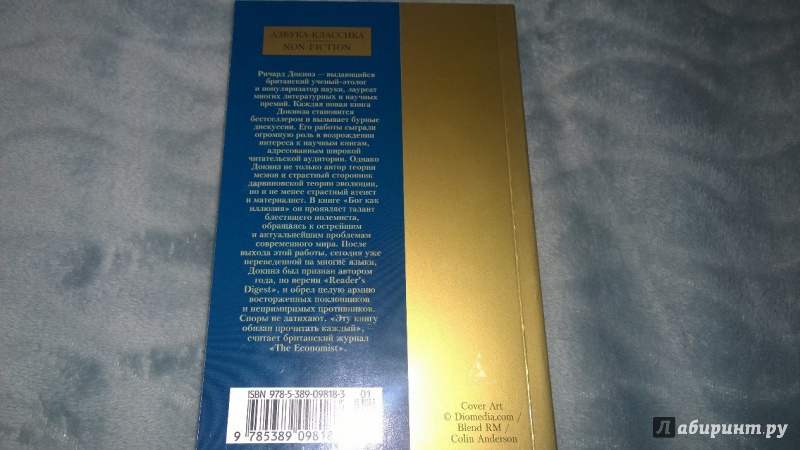 АЗБУКА-КЛАССИКА
NON-FICTION
Ричард Докинз — выдающийся
британский ученый-этолог
и популяризатор науки, лауреат
многих литературных и научных
премий. Каждая новая книга
Докинза становится
бестселлером и вызывает бурные
дискуссии. Его работы сыграли
огромную роль в возрождении
интереса к научным книгам,
адресованным широкой
читательской аудитории. Однако
Докинз не только автор теории
мемов и страстный сторонник
дарвиновской теории эволюции,
но и не менее страстный атеист
и материалист. В книге «Бог как
иллюзия» он проявляет талант
блестящего полемиста,
обращаясь к острейшим
и актуальнейшим проблемам
современного мира. После
выхода этой работы, сегодня уже
переведенной на многие языки,
Докинз был признан автором
года, по версии «Reader's
Digest», и обрел целую армию
восторженных поклонников
и непримиримых противников.
Споры не затихают. «Эту книгу
обязан прочитать каждый»,
считает британский журнал
«The Economist».
ISBN 978-5-389-09818-3 01
9 785389 09818
Cover Art
© Diomedia.com /
Blend RM /
Colin Anderson
Лабиринт.ру